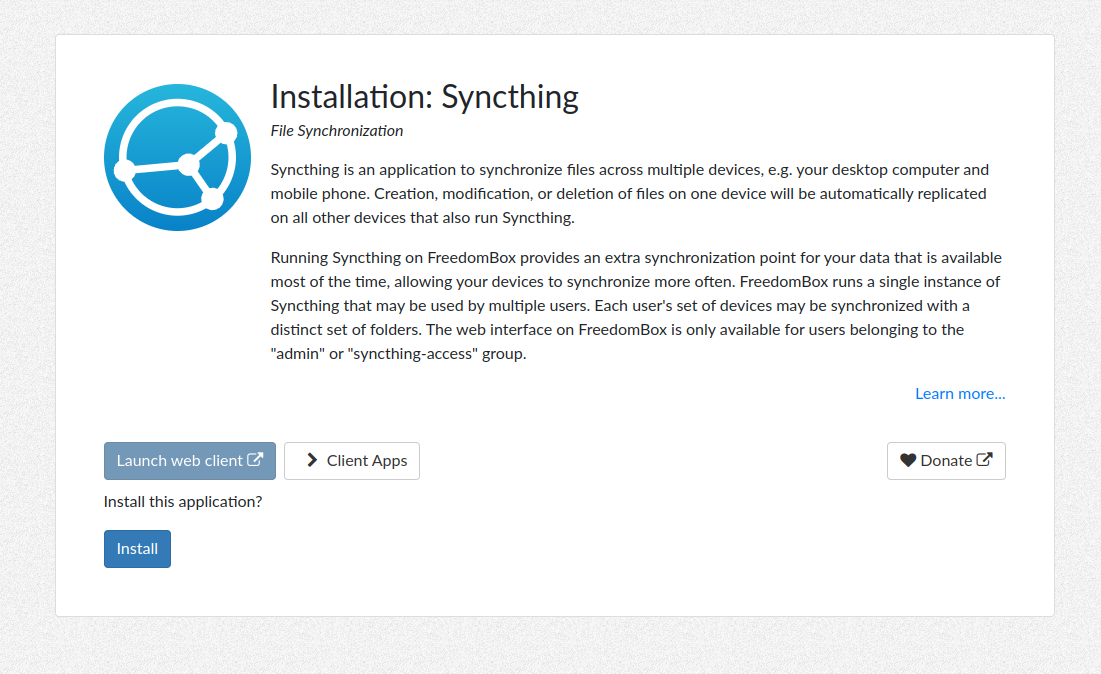 Installation: Syncthing
File Synchronization
Syncthing is an application to synchronize files across multiple devices, e.g. your desktop computer and
mobile phone. Creation, modification, or deletion of files on one device will be automatically replicated
on all other devices that also run Syncthing.
Running Syncthing on FreedomBox provides an extra synchronization point for your data that is available
most of the time, allowing your devices to synchronize more often. FreedomBox runs a single instance of
Syncthing that may be used by multiple users. Each user's set of devices may be synchronized with a
distinct set of folders. The web interface on FreedomBox is only available for users belonging to the
"admin" or "syncthing-access" group.
Learn more...
Launch web client Client Apps Donate
Install this application?
Install